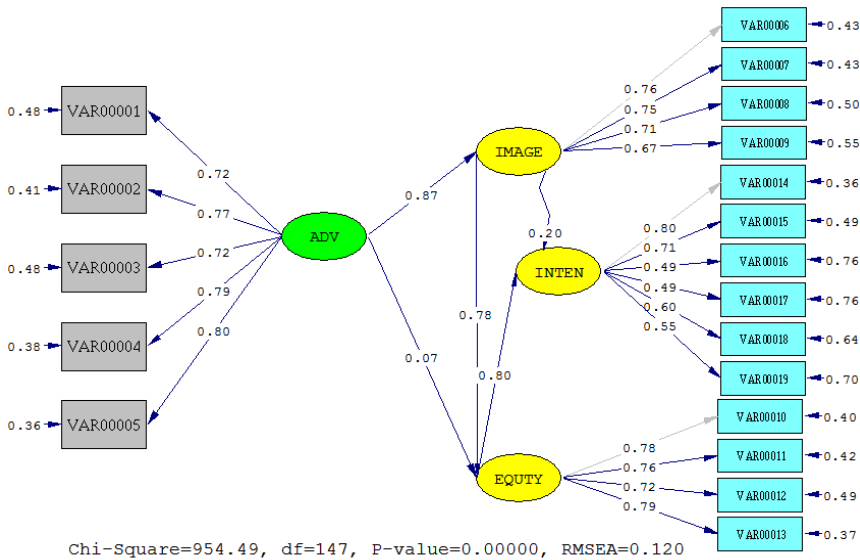 VAR00006
0.43
VAR00007
0.43
0.76
0.75
VAR00008
0.50
0.71
0.67
VAR00009
0.55
0.48
VAR00001
0.72
IMAGE
0.41
VAR00002
0.77
0.87
0.80
VAR00014
0.36
ADV
0.20
0.71
VAR00015
0.49
0.48
VAR00003
0.72
INTEN
0.49
VAR00016
0.76
0.79
0.78
0.49
VAR00017
0.76
0.38
VAR00004
0.80
0.07
0.80
0.60
VAR00018
0.64
0.55
VAR00019
0.70
0.36
VAR00005
VAR00010
0.40
0.78
0.76
VAR00011
0.42
EQUTY
0.72
VAR00012
0.49
0.79
VAR00013
0.37
Chi-Square=954.49, df=147, P-value=0.00000, RMSEA=0.120